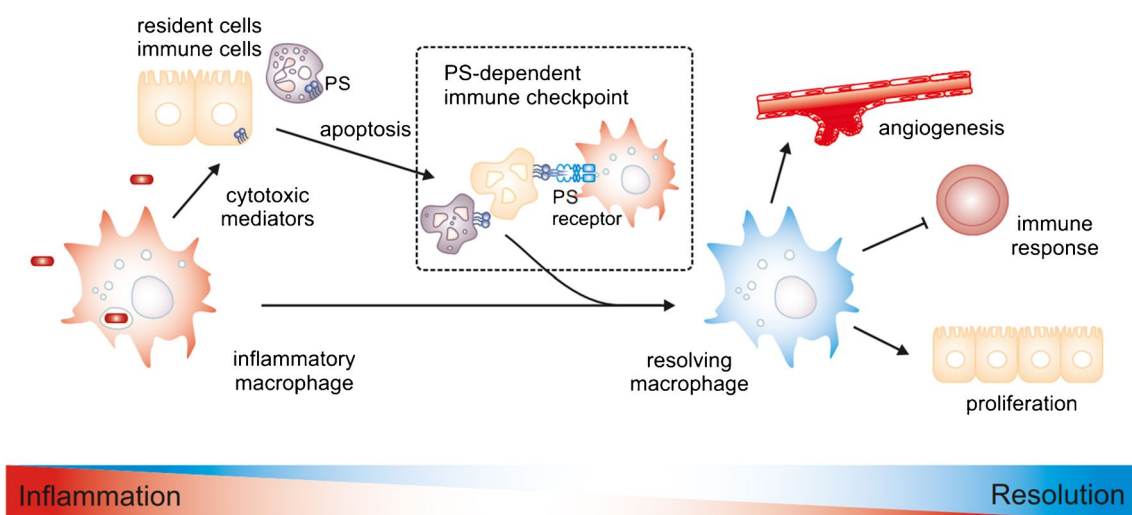 resident cells
immune cells
PS
apoptosis
cytotoxic
mediators
PS-dependent
immune checkpoint
PS
receptor
inflammatory
macrophage
resolving
macrophage
angiogenesis
immune
response
proliferation
Inflammation
Resolution